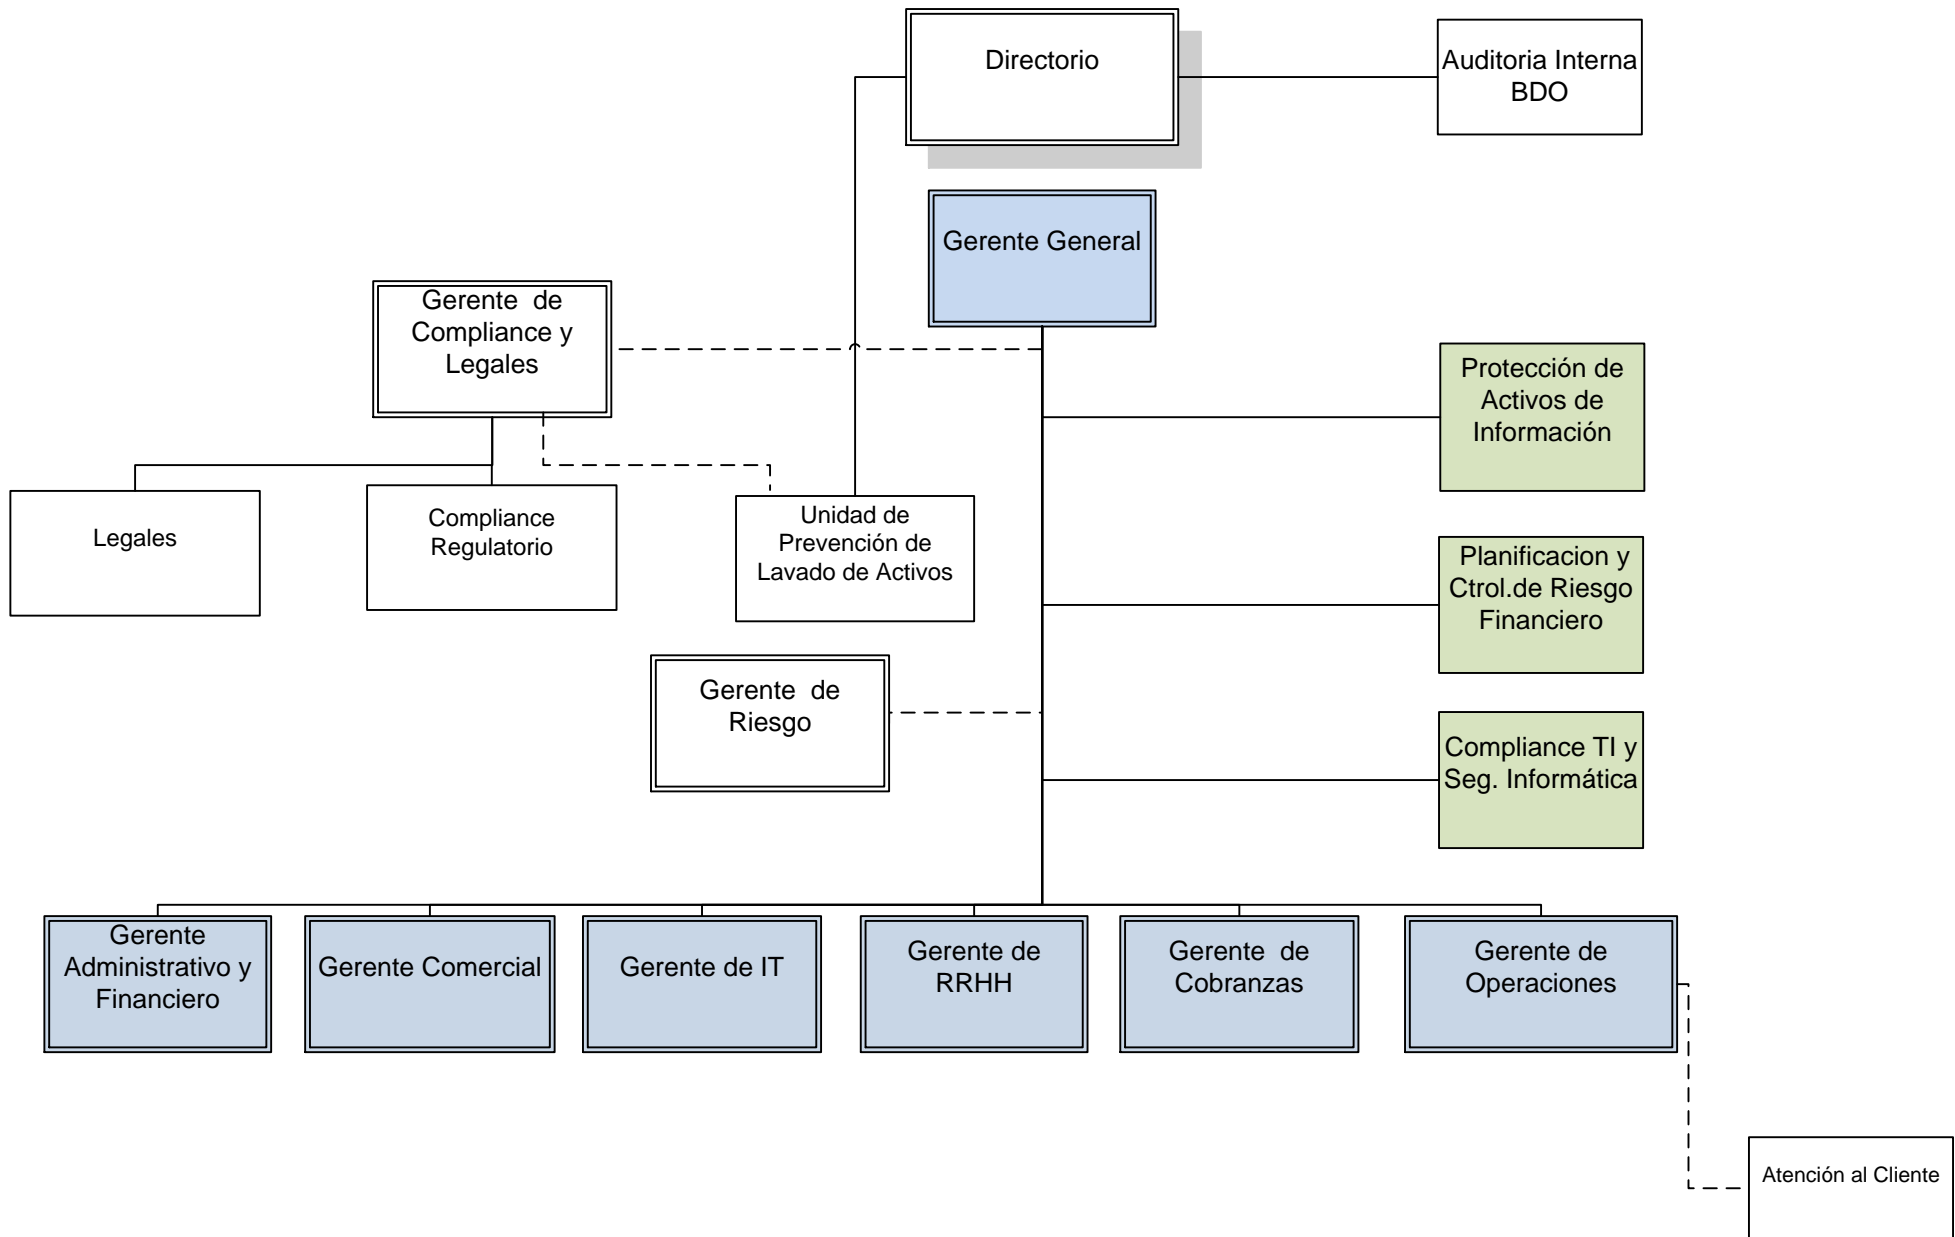 Directorio
Auditoria Interna
BDO
Gerente General
Gerente  de
Compliance y
Legales
Protección de
Activos de
Información
Legales
Compliance
Regulatorio
Unidad de
Prevención de
Lavado de Activos
Planificacion y
Ctrol.de Riesgo
Financiero
Gerente  de
Riesgo
Compliance TI y
Seg. Informática
Gerente
Administrativo y
Financiero
Gerente Comercial
Gerente de IT
Gerente de
RRHH
Gerente  de
Cobranzas
Gerente de
Operaciones
Atención al Cliente